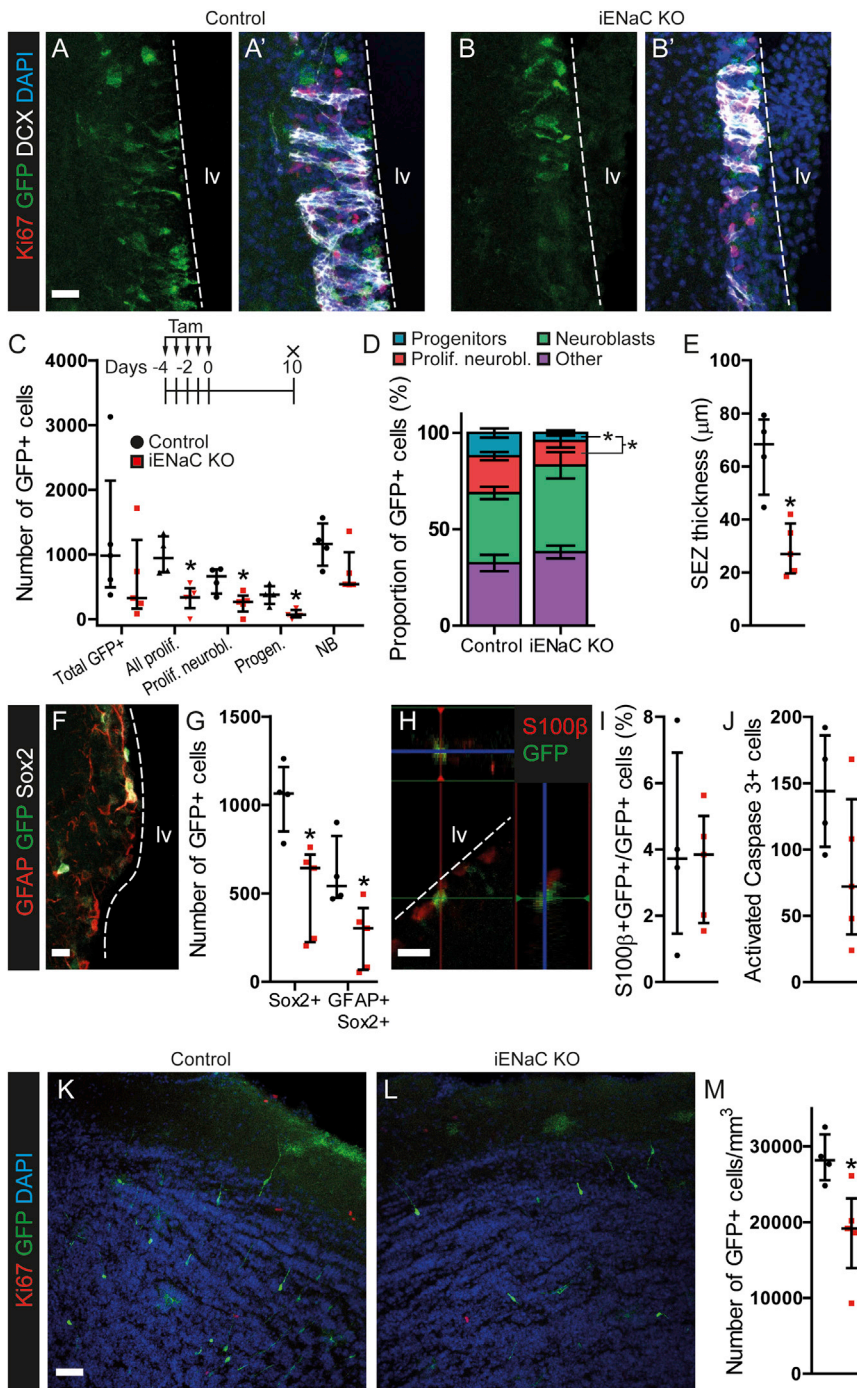 Control
iENaC KO
Ki67 GFP DCX DAPI
A
A'
B
B'
lv
lv
lv
lv
C
Tam
Days
-4
-2
0
10
4000
3000
2000
1000
0
Number of GFP+ cells
Control
iENaC KO
*
*
*
Total GFP+
All prolif.
Prolif. neurobl.
Progen.
NB
D
Progenitors
Neuroblasts
Prolif. neurobl.
Other
Proportion of GFP+ cells (%)
100
50
0
*
*
Control
iENaC KO
E
SEZ thickness (μm)
100
80
60
40
20
0
*
GFAP GFP Sox2
F
lv
G
Number of GFP+ cells
1500
1000
500
0
*
*
Sox2+
GFAP+
Sox2+
H
S100β
GFP
lv
I
S100β+GFP+/GFP+ cells (%)
8
6
4
2
0
J
Activated Caspase 3+ cells
200
150
100
50
0
Control
iENaC KO
Ki67 GFP DAPI
K
L
M
Number of GFP+ cells/mm³
30000
20000
10000
0
*